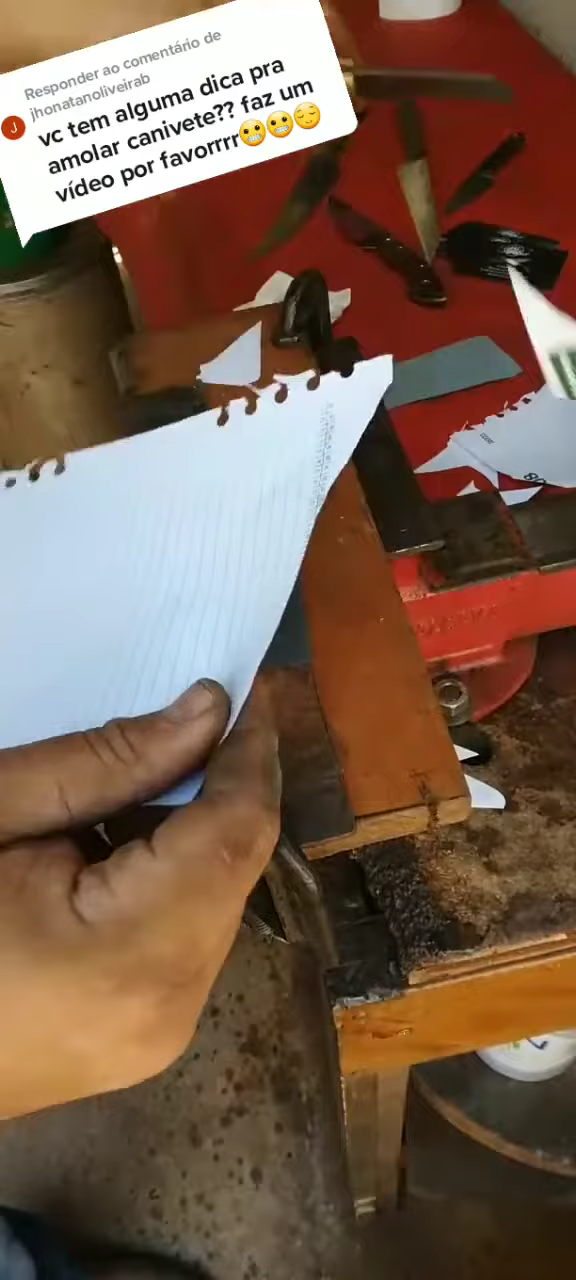 Responder ao comentário de
jhonatanoliveirab
J
vc tem alguma dica pra
amolar canivete?? faz um
vídeo por favorrrr😬😬😌